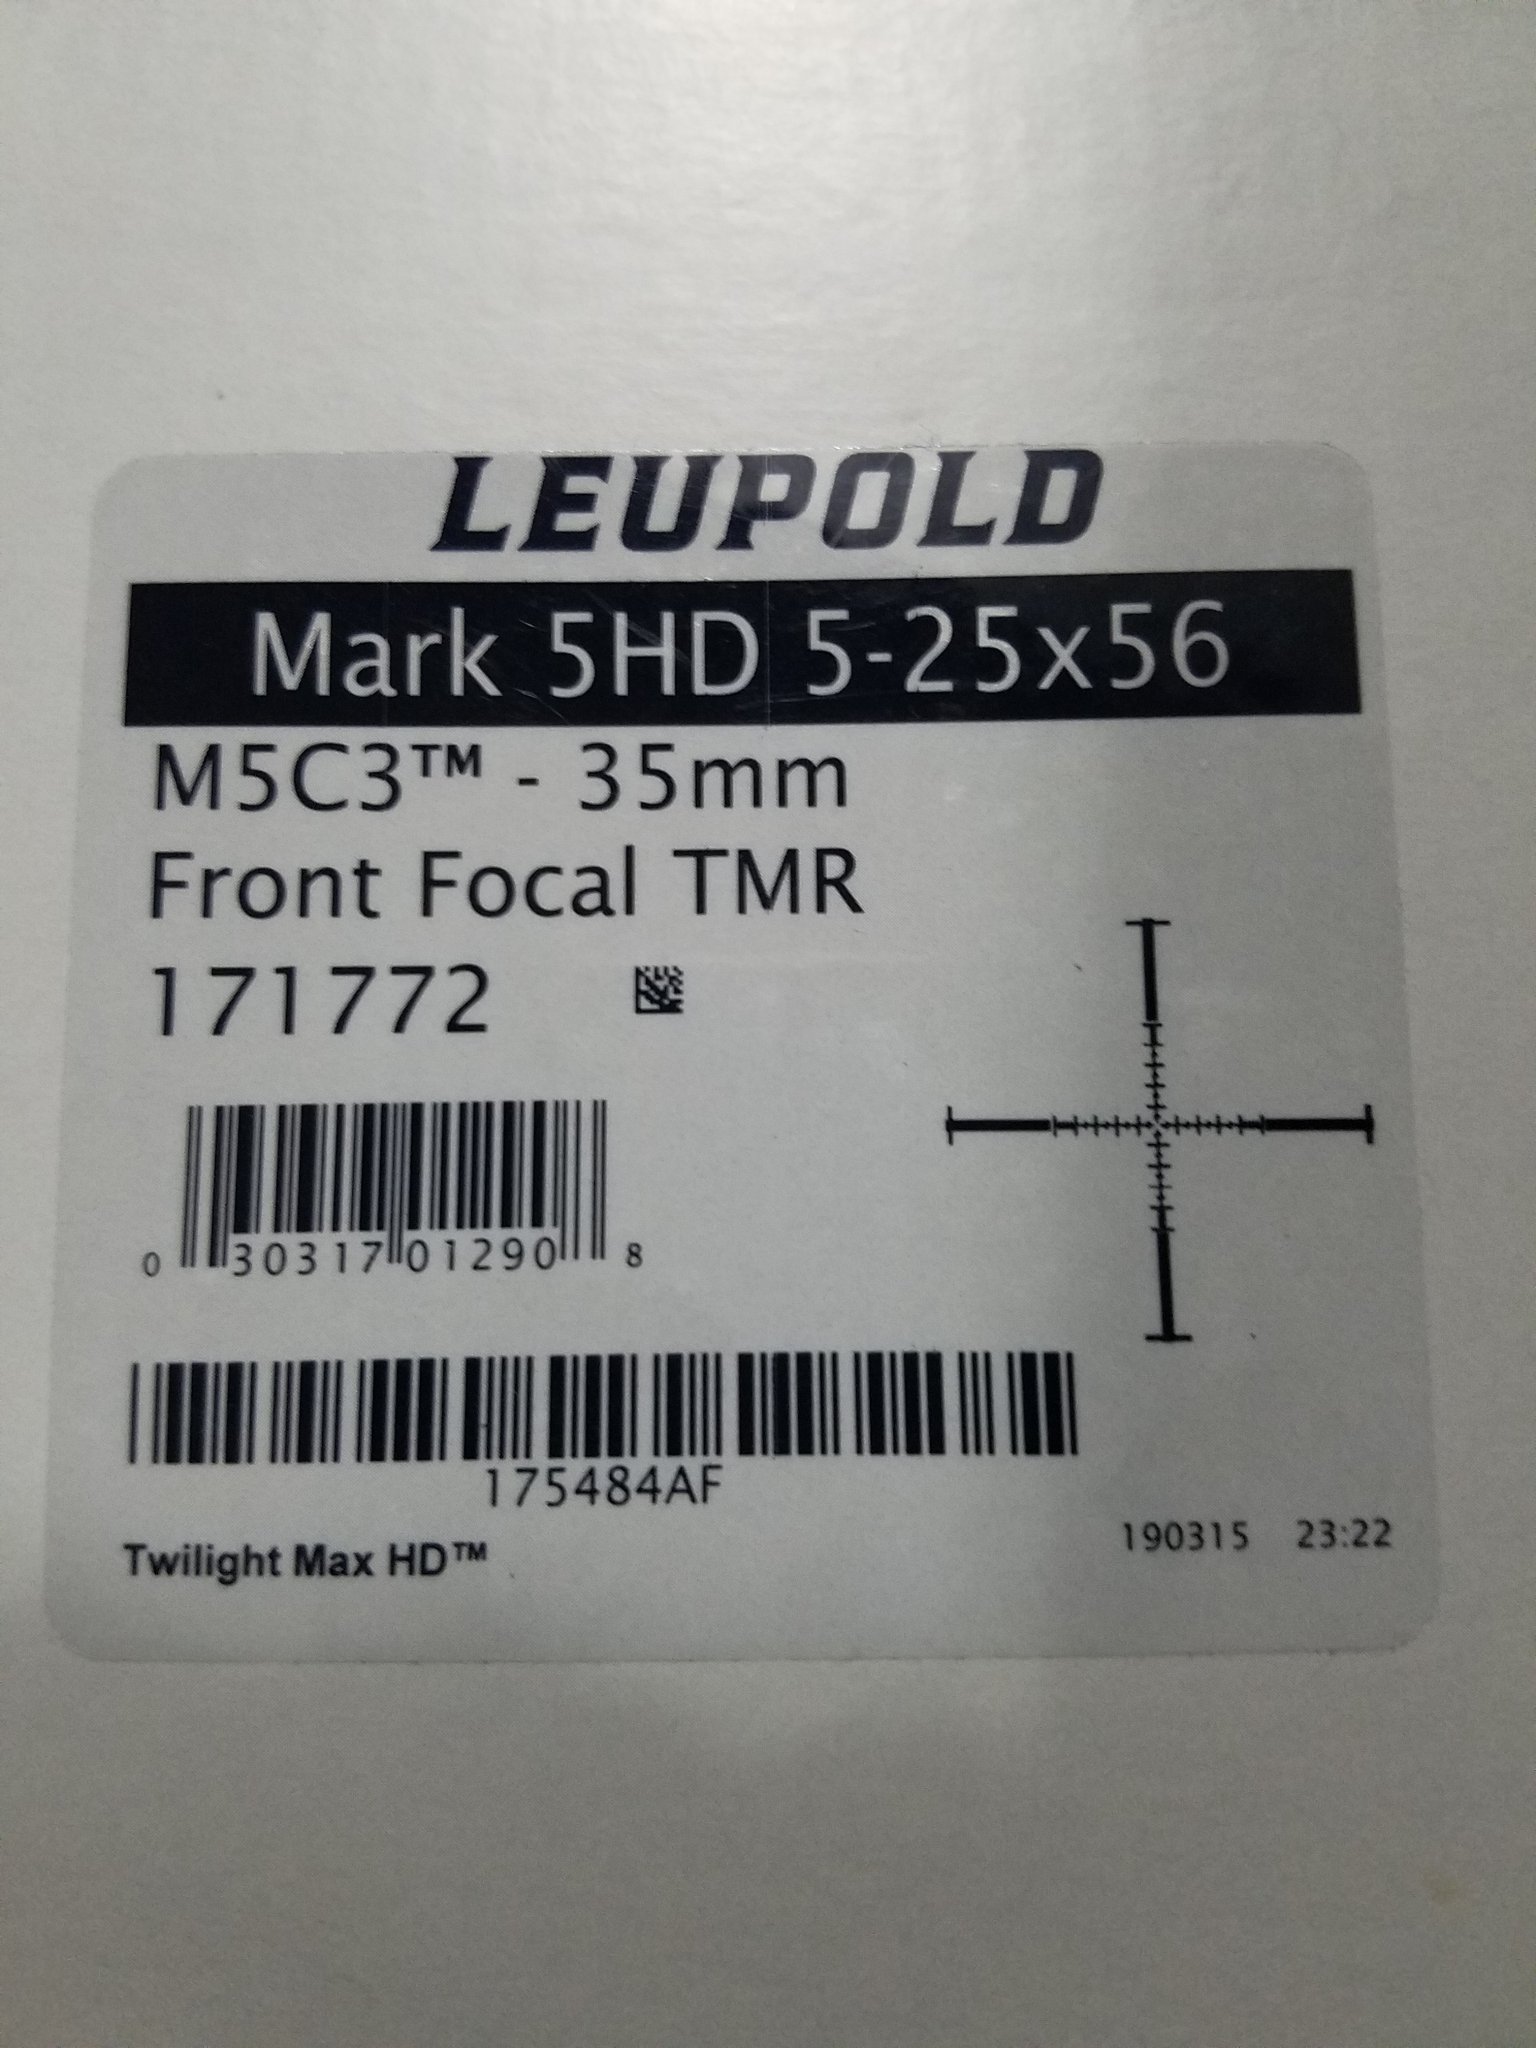 LEUPOLD
Mark 5HD 5-25x56
M5C3™ - 35mm
Front Focal TMR
171772
0 30317 01290 8
175484AF
190315 23:22
Twilight Max HD™